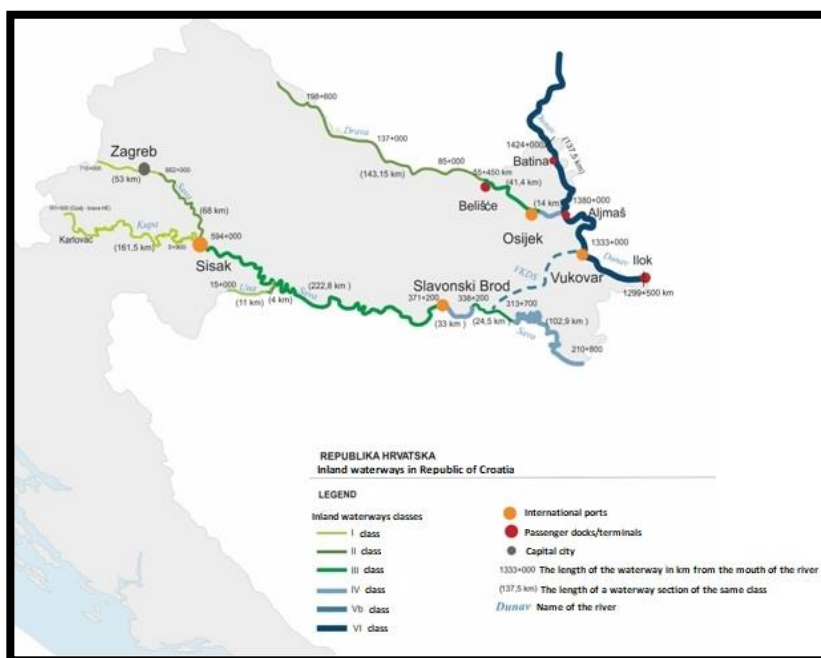 198+600
Drava
137+000
(143,15 km)
85+000
55+450 km
(41,4 km)
Belišće
Osijek
(14 km)
Dunav
1424+000
(137,5 km)
Batina
1380+000
Aljmaš
1333+000
Dunav
Ilok
Vukovar
1299+500 km
VKDS
Zagreb
(53 km)
Sava
(68 km)
Kupa
Karlovac
(161,5 km)
594+000
Sisak
15+000
Una
(11 km)
(4 km)
Sava
(222,8 km)
Slavonski Brod
371+200
338+200
313+700
(33 km)
(24,5 km)
(102,9 km)
Sava
210+800
REPUBLIKA HRVATSKA
Inland waterways in Republic of Croatia
LEGEND
Inland waterways classes
I class
II class
III class
IV class
Vb class
VI class
International ports
Passenger docks/terminals
Capital city
1333+000 The length of the waterway in km from the mouth of the river
(137,5 km) The length of a waterway section of the same class
Dunav Name of the river